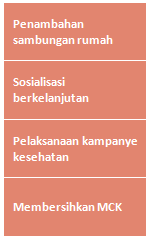 Penambahan
sambungan rumah
Sosialisasi
berkelanjutan
Pelaksanaan kampanye
kesehatan
Membersihkan MCK